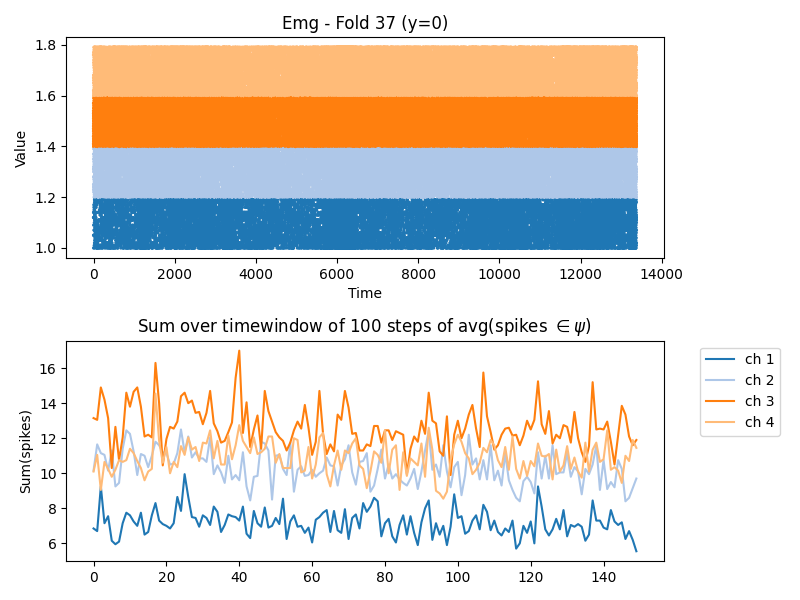 Emg - Fold 37 (y=0)
Value
1.8
1.6
1.4
1.2
1.0
0 2000 4000 6000 8000 10000 12000 14000
Time
Sum over timewindow of 100 steps of avg(spikes ∈ ψ)
Sum(spikes)
16
14
12
10
8
6
0 20 40 60 80 100 120 140
ch 1
ch 2
ch 3
ch 4